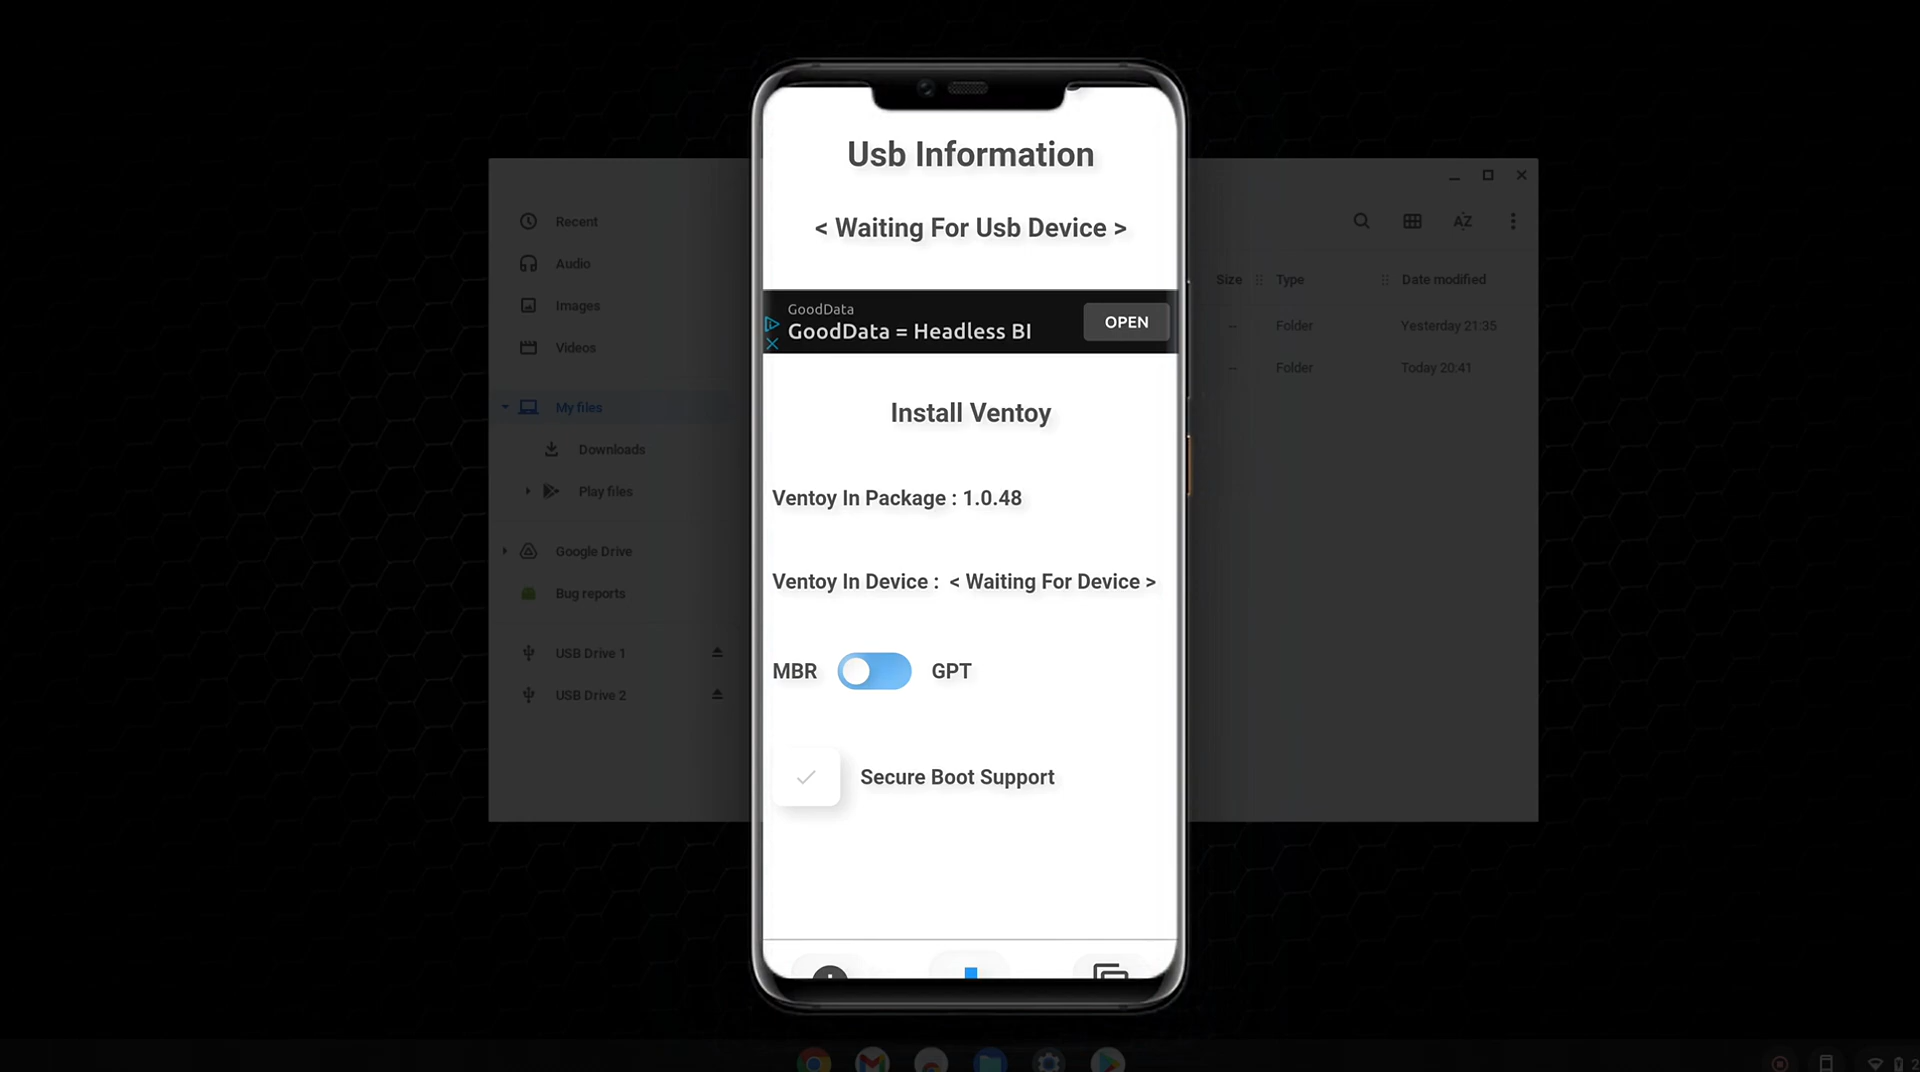 Usb Information
< Waiting For Usb Device >
GoodData
GoodData = Headless BI
OPEN
Install Ventoy
Ventoy In Package : 1.0.48
Ventoy In Device : < Waiting For Device >
MBR
GPT
Secure Boot Support
Recent
Audio
Images
Videos
My files
Downloads
Play files
Google Drive
Bug reports
USB Drive 1
USB Drive 2
AZ
Size
Type
Date modified
--
Folder
Yesterday 21:35
--
Folder
Today 20:41
2